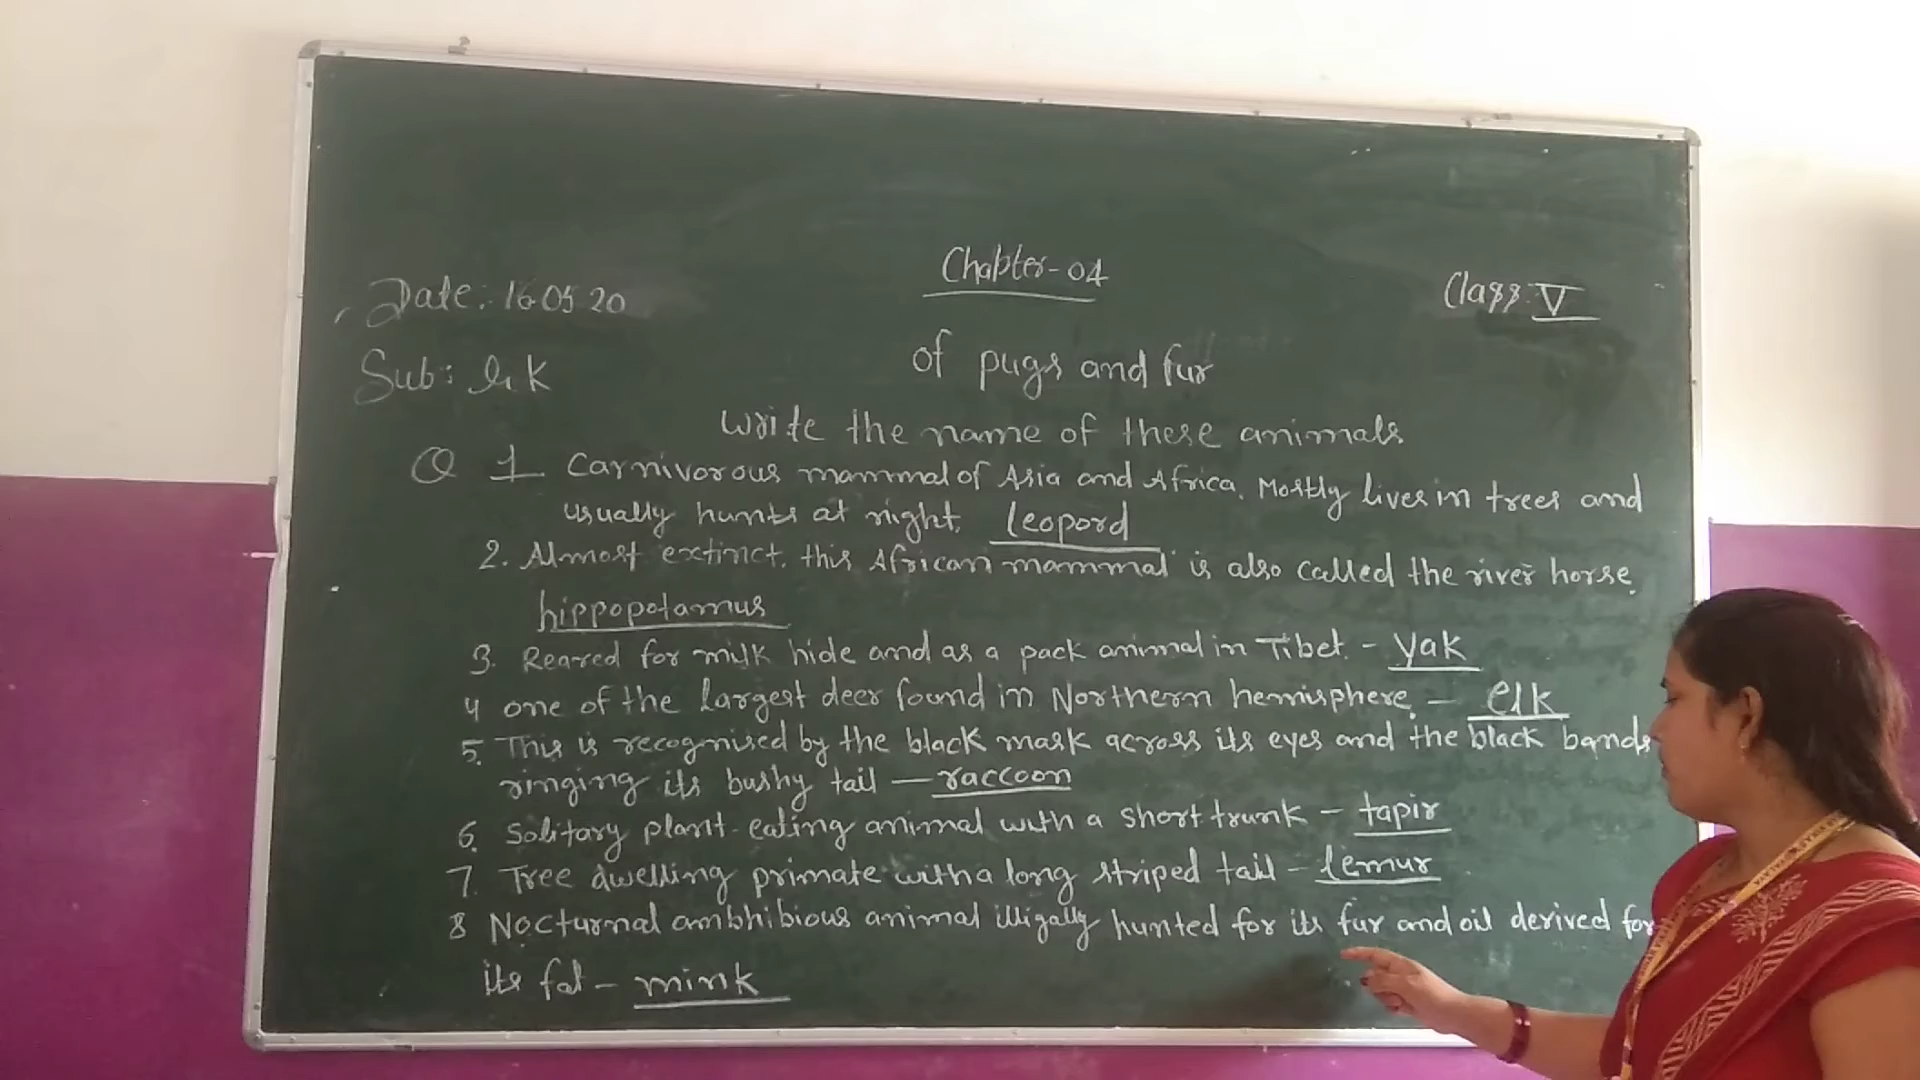 Chapter-04
Date: 16.05.20
Class: V
Sub: G.K
of pugs and fur
Write the name of these animals
Q 1 Carnivorous mammal of Asia and Africa. Mostly lives in trees and
usually hunts at night. leopord
2. Almost extinct, this African mammal is also called the river horse.
hippopotamus
3. Reared for milk hide and as a pack animal in Tibet. - Yak
4 one of the largest deer found in Northern hemisphere. - elk
5. This is recognised by the black mask across its eyes and the black bands
ringing its bushy tail - raccoon
6. Solitary plant-eating animal with a short trunk - tapir
7. Tree dwelling primate with a long striped tail - lemur
8 Nocturnal ambhibious animal illigally hunted for its fur and oil derived for
its fat - mink